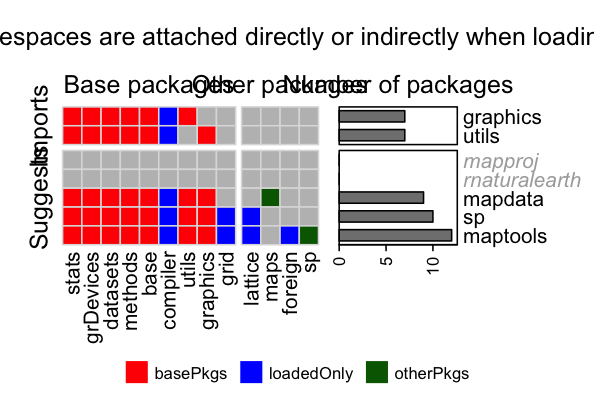 espaces are attached directly or indirectly when loadin
Base packages
Other packages
Number of packages
Imports
Suggests
graphics
utils
mapproj
rnaturalearth
mapdata
sp
maptools
0
5
10
stats
grDevices
datasets
methods
base
compiler
utils
graphics
grid
lattice
maps
foreign
sp
basePkgs
loadedOnly
otherPkgs